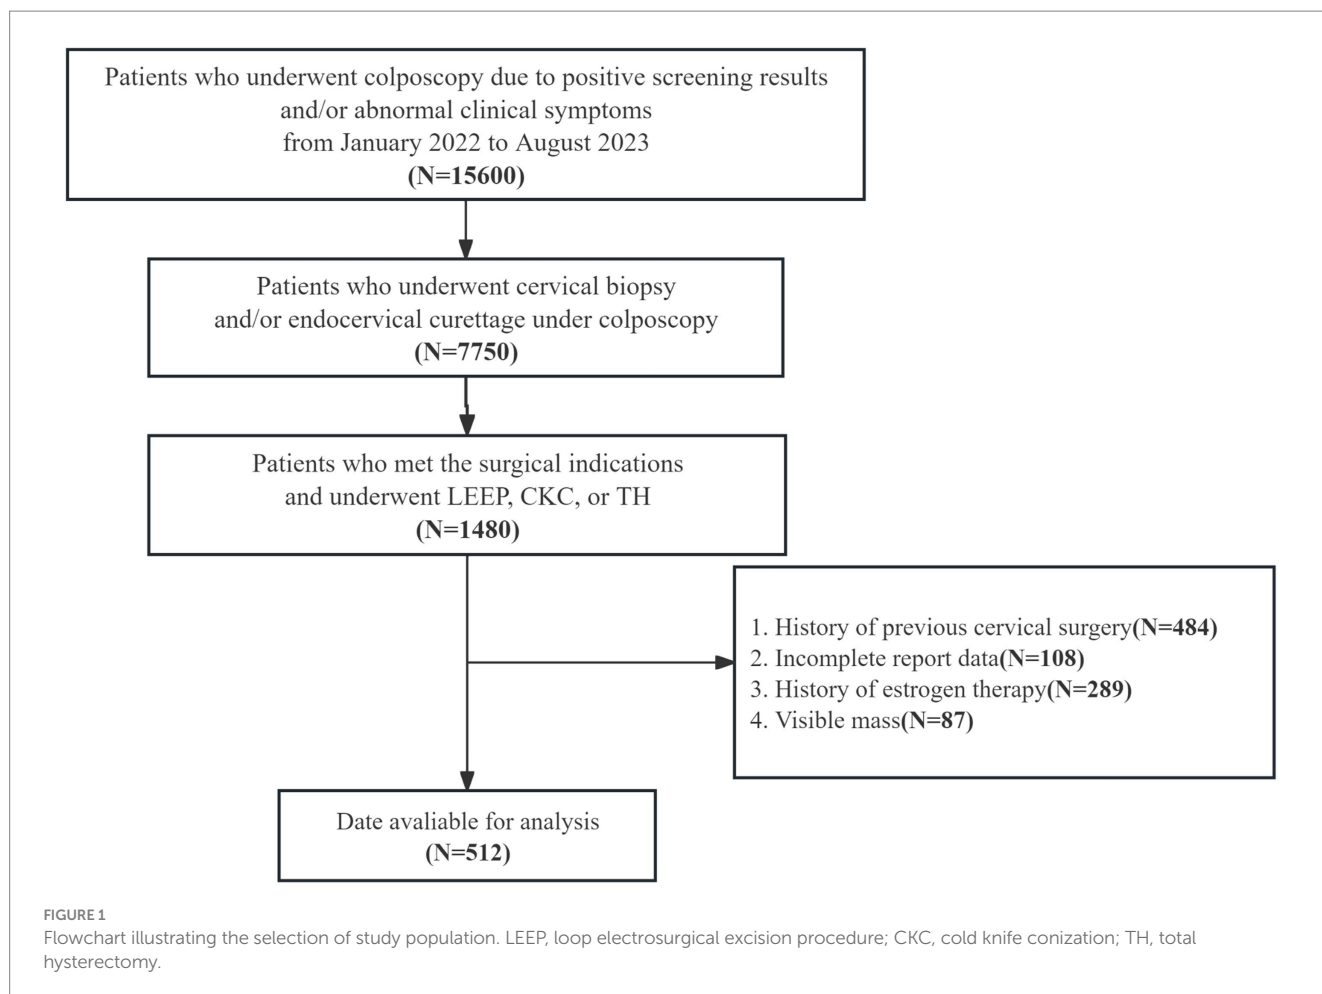 Patients who underwent colposcopy due to positive screening results
and/or abnormal clinical symptoms
from January 2022 to August 2023
(N=15600)
Patients who underwent cervical biopsy
and/or endocervical curettage under colposcopy
(N=7750)
Patients who met the surgical indications
and underwent LEEP, CKC, or TH
(N=1480)
1. History of previous cervical surgery(N=484)
2. Incomplete report data(N=108)
3. History of estrogen therapy(N=289)
4. Visible mass(N=87)
Date avaliable for analysis
(N=512)
FIGURE 1
Flowchart illustrating the selection of study population. LEEP, loop electrosurgical excision procedure; CKC, cold knife conization; TH, total
hysterectomy.